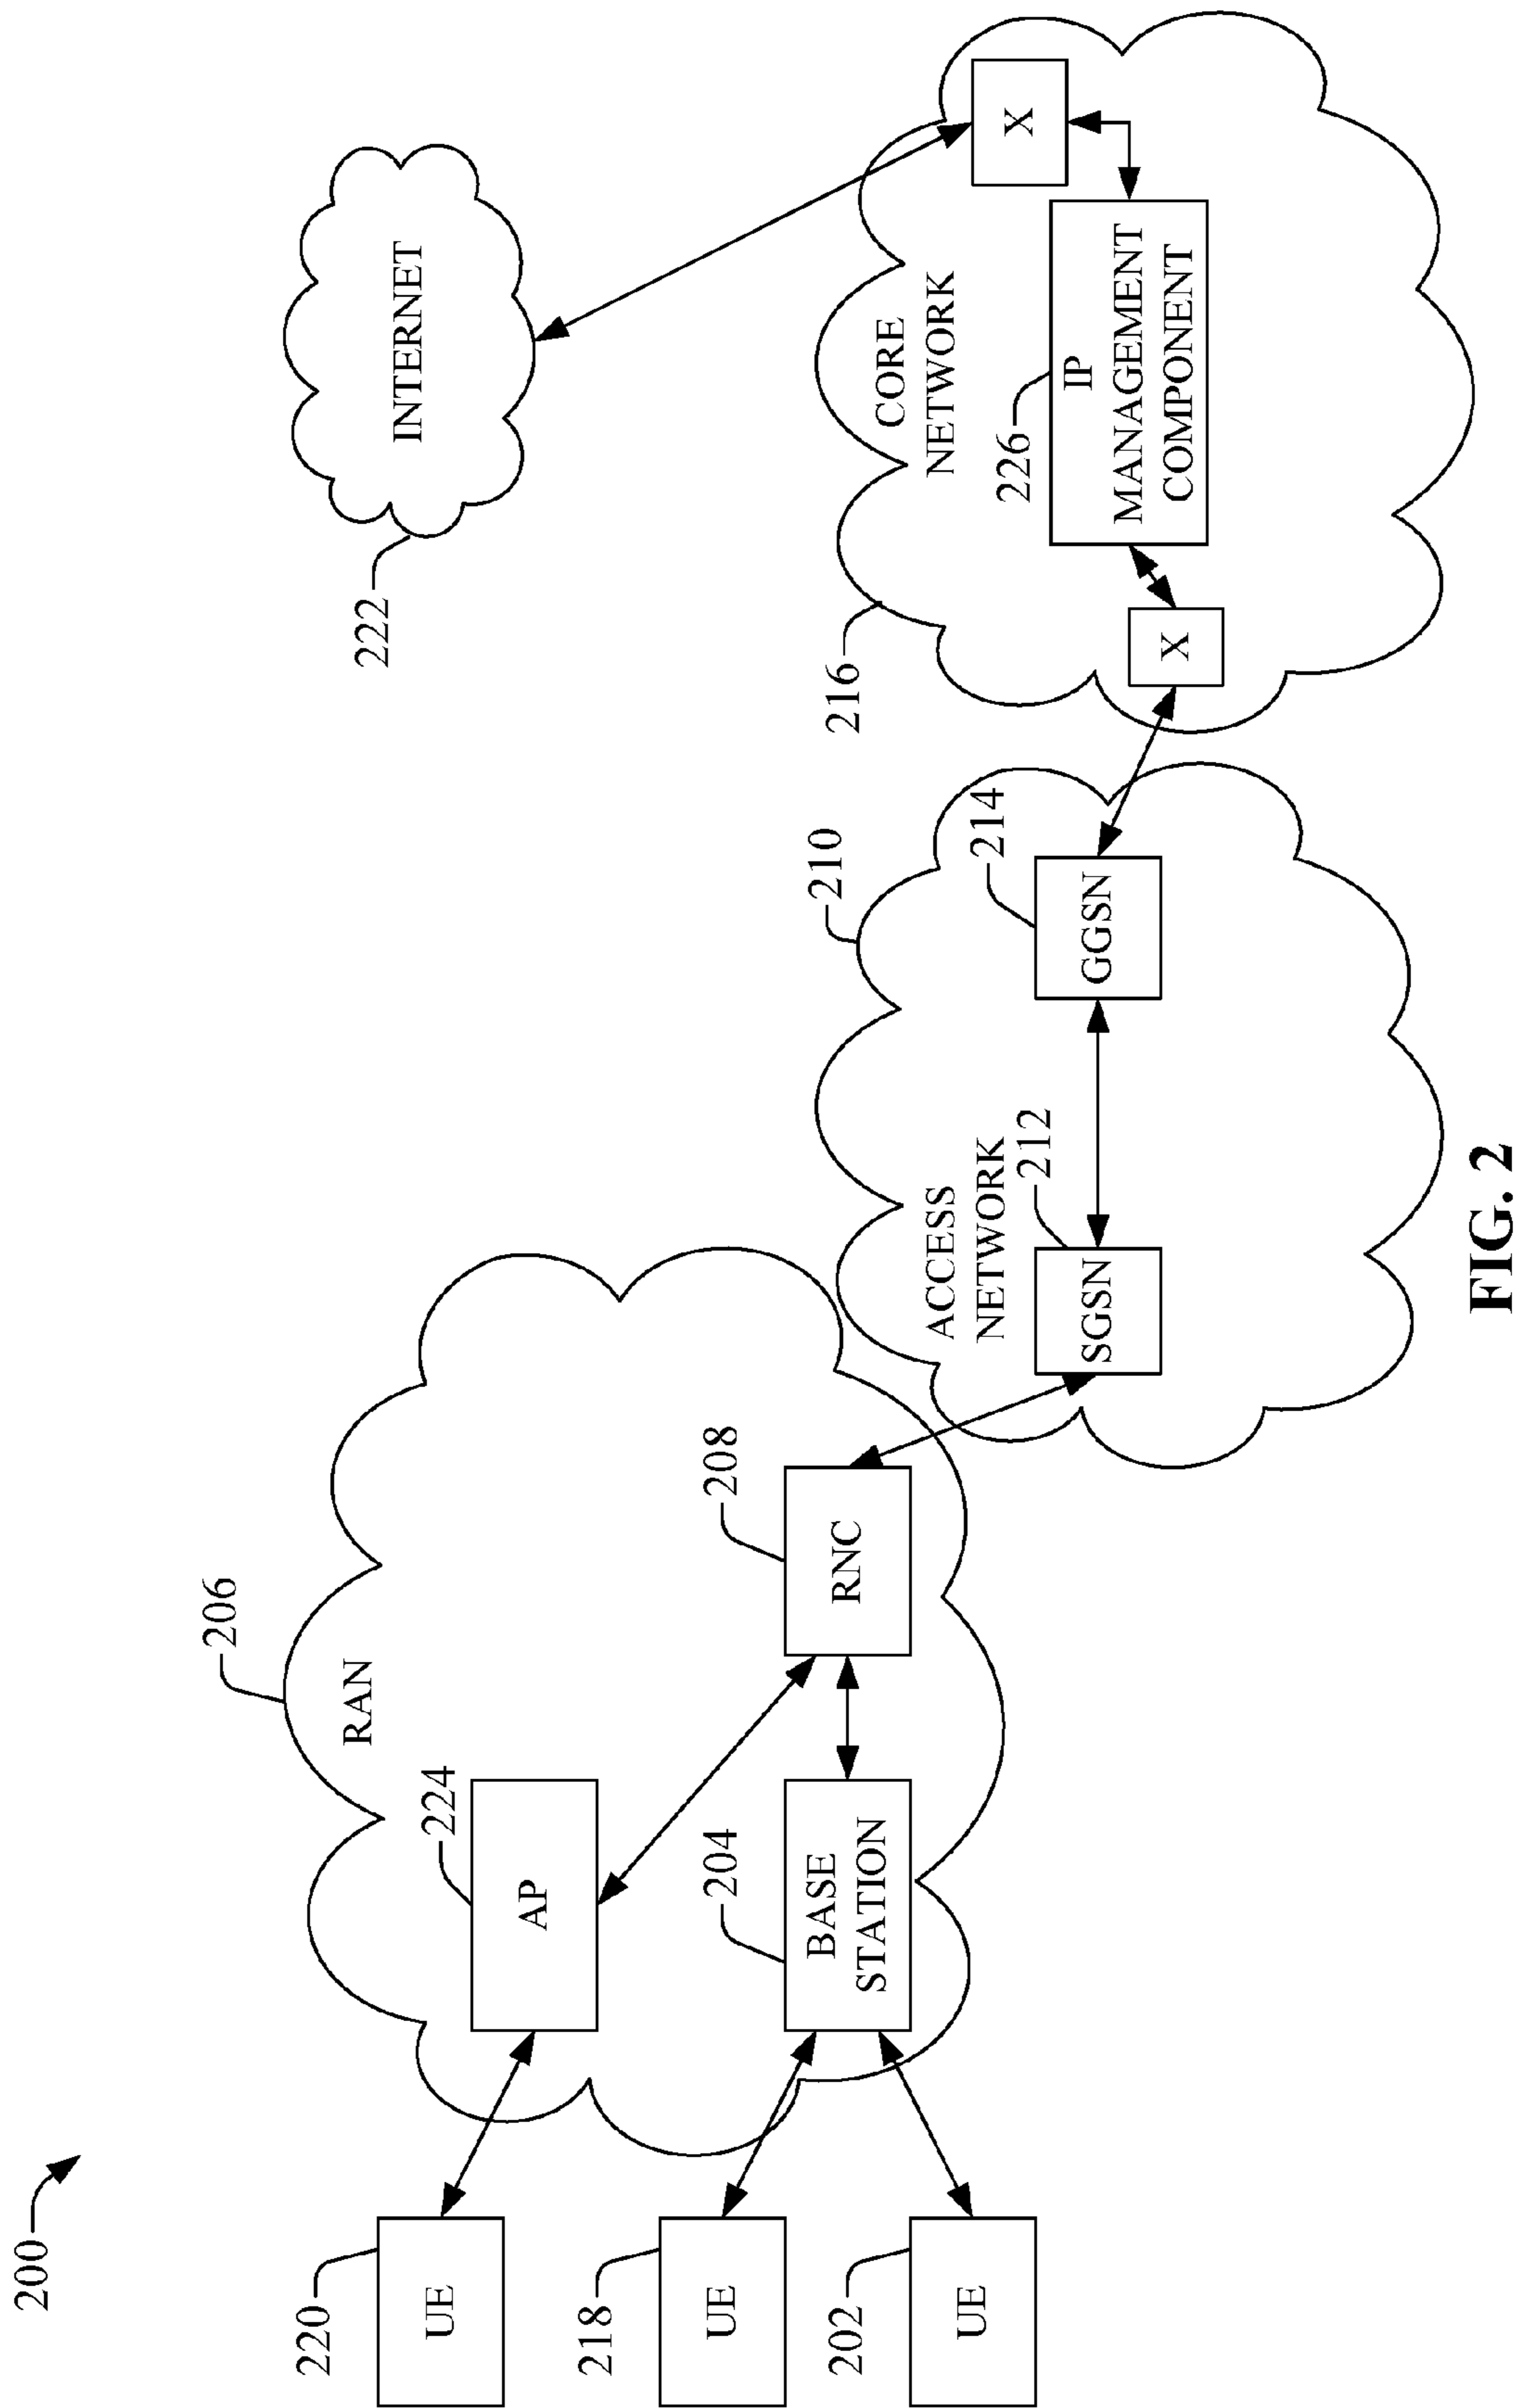 200
222
INTERNET
206
RAN
220
UE
224
AP
218
UE
204
BASE
STATION
208
RNC
202
UE
210
ACCESS
NETWORK
212
SGSN
214
GGSN
216
CORE
NETWORK
226
IP
MANAGEMENT
COMPONENT
X
X
FIG. 2